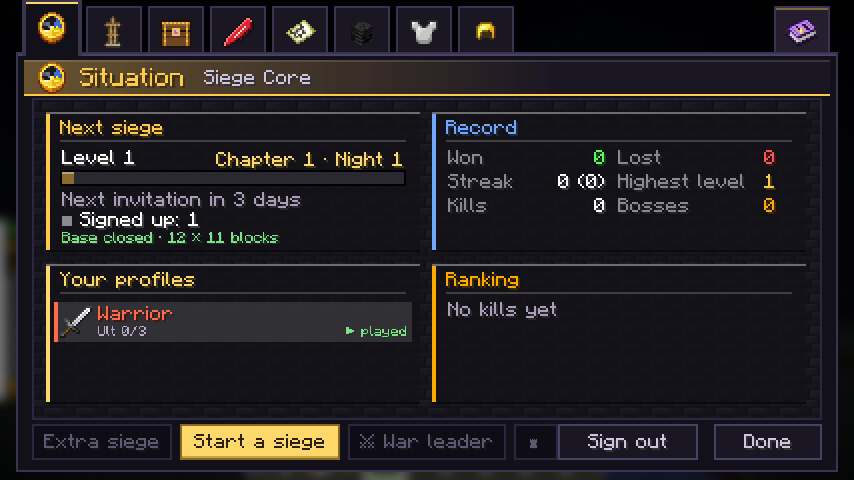 Situation Siege Core
Next siege
Level 1 Chapter 1 · Night 1
Next invitation in 3 days
Signed up: 1
Base closed · 12 × 11 blocks
Record
Won 0 Lost 0
Streak 0 (0) Highest level 1
Kills 0 Bosses 0
Your profiles
Warrior
Ult 0/3 ▶ played
Ranking
No kills yet
Extra siege Start a siege ⚔ War leader Sign out Done